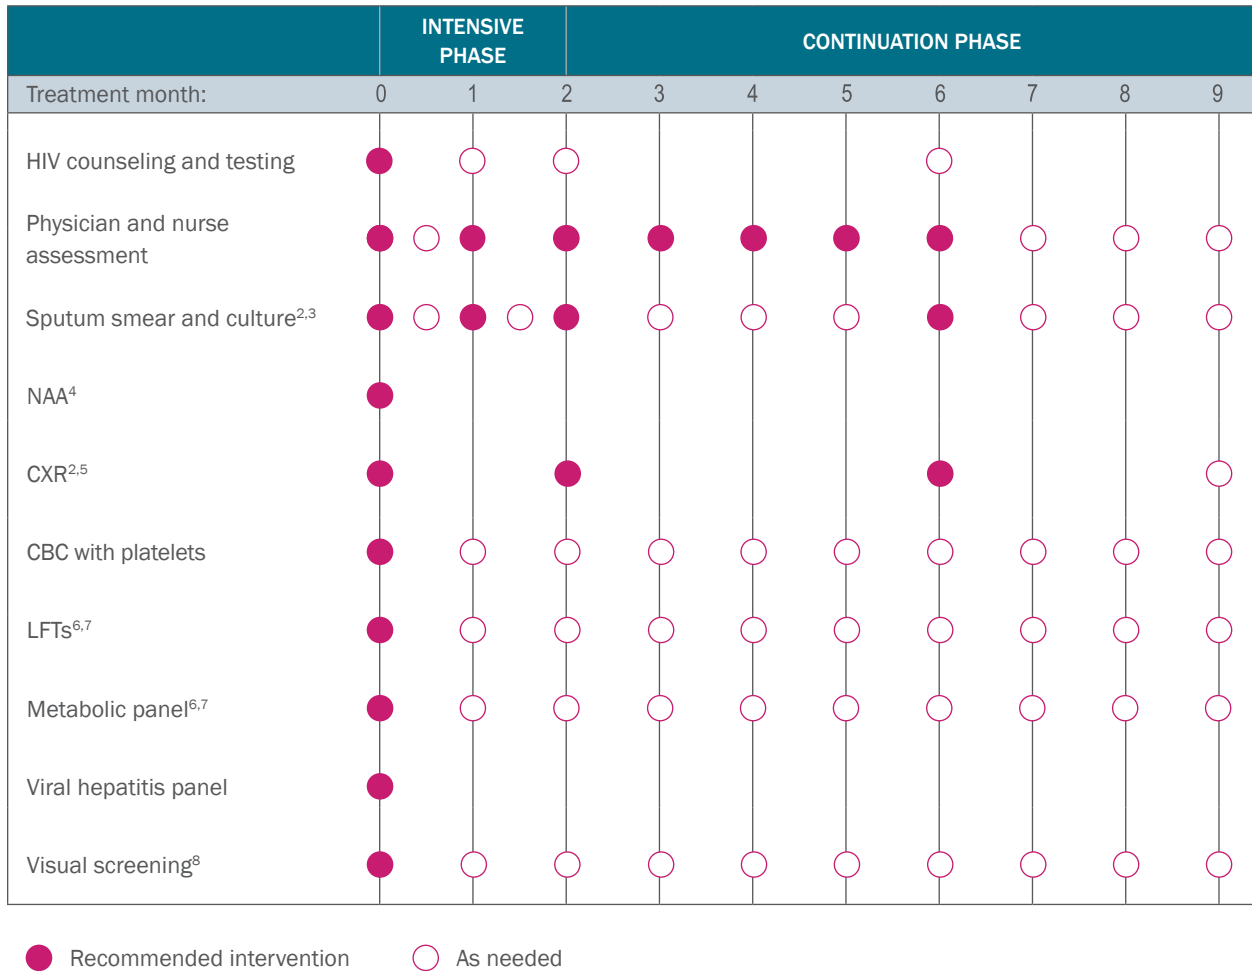 INTENSIVE
PHASE
CONTINUATION PHASE
Treatment month: 0 1 2 3 4 5 6 7 8 9
HIV counseling and testing
Physician and nurse
assessment
Sputum smear and culture2,3
NAA4
CXR2,5
CBC with platelets
LFTs6,7
Metabolic panel6,7
Viral hepatitis panel
Visual screening8
Recommended intervention As needed